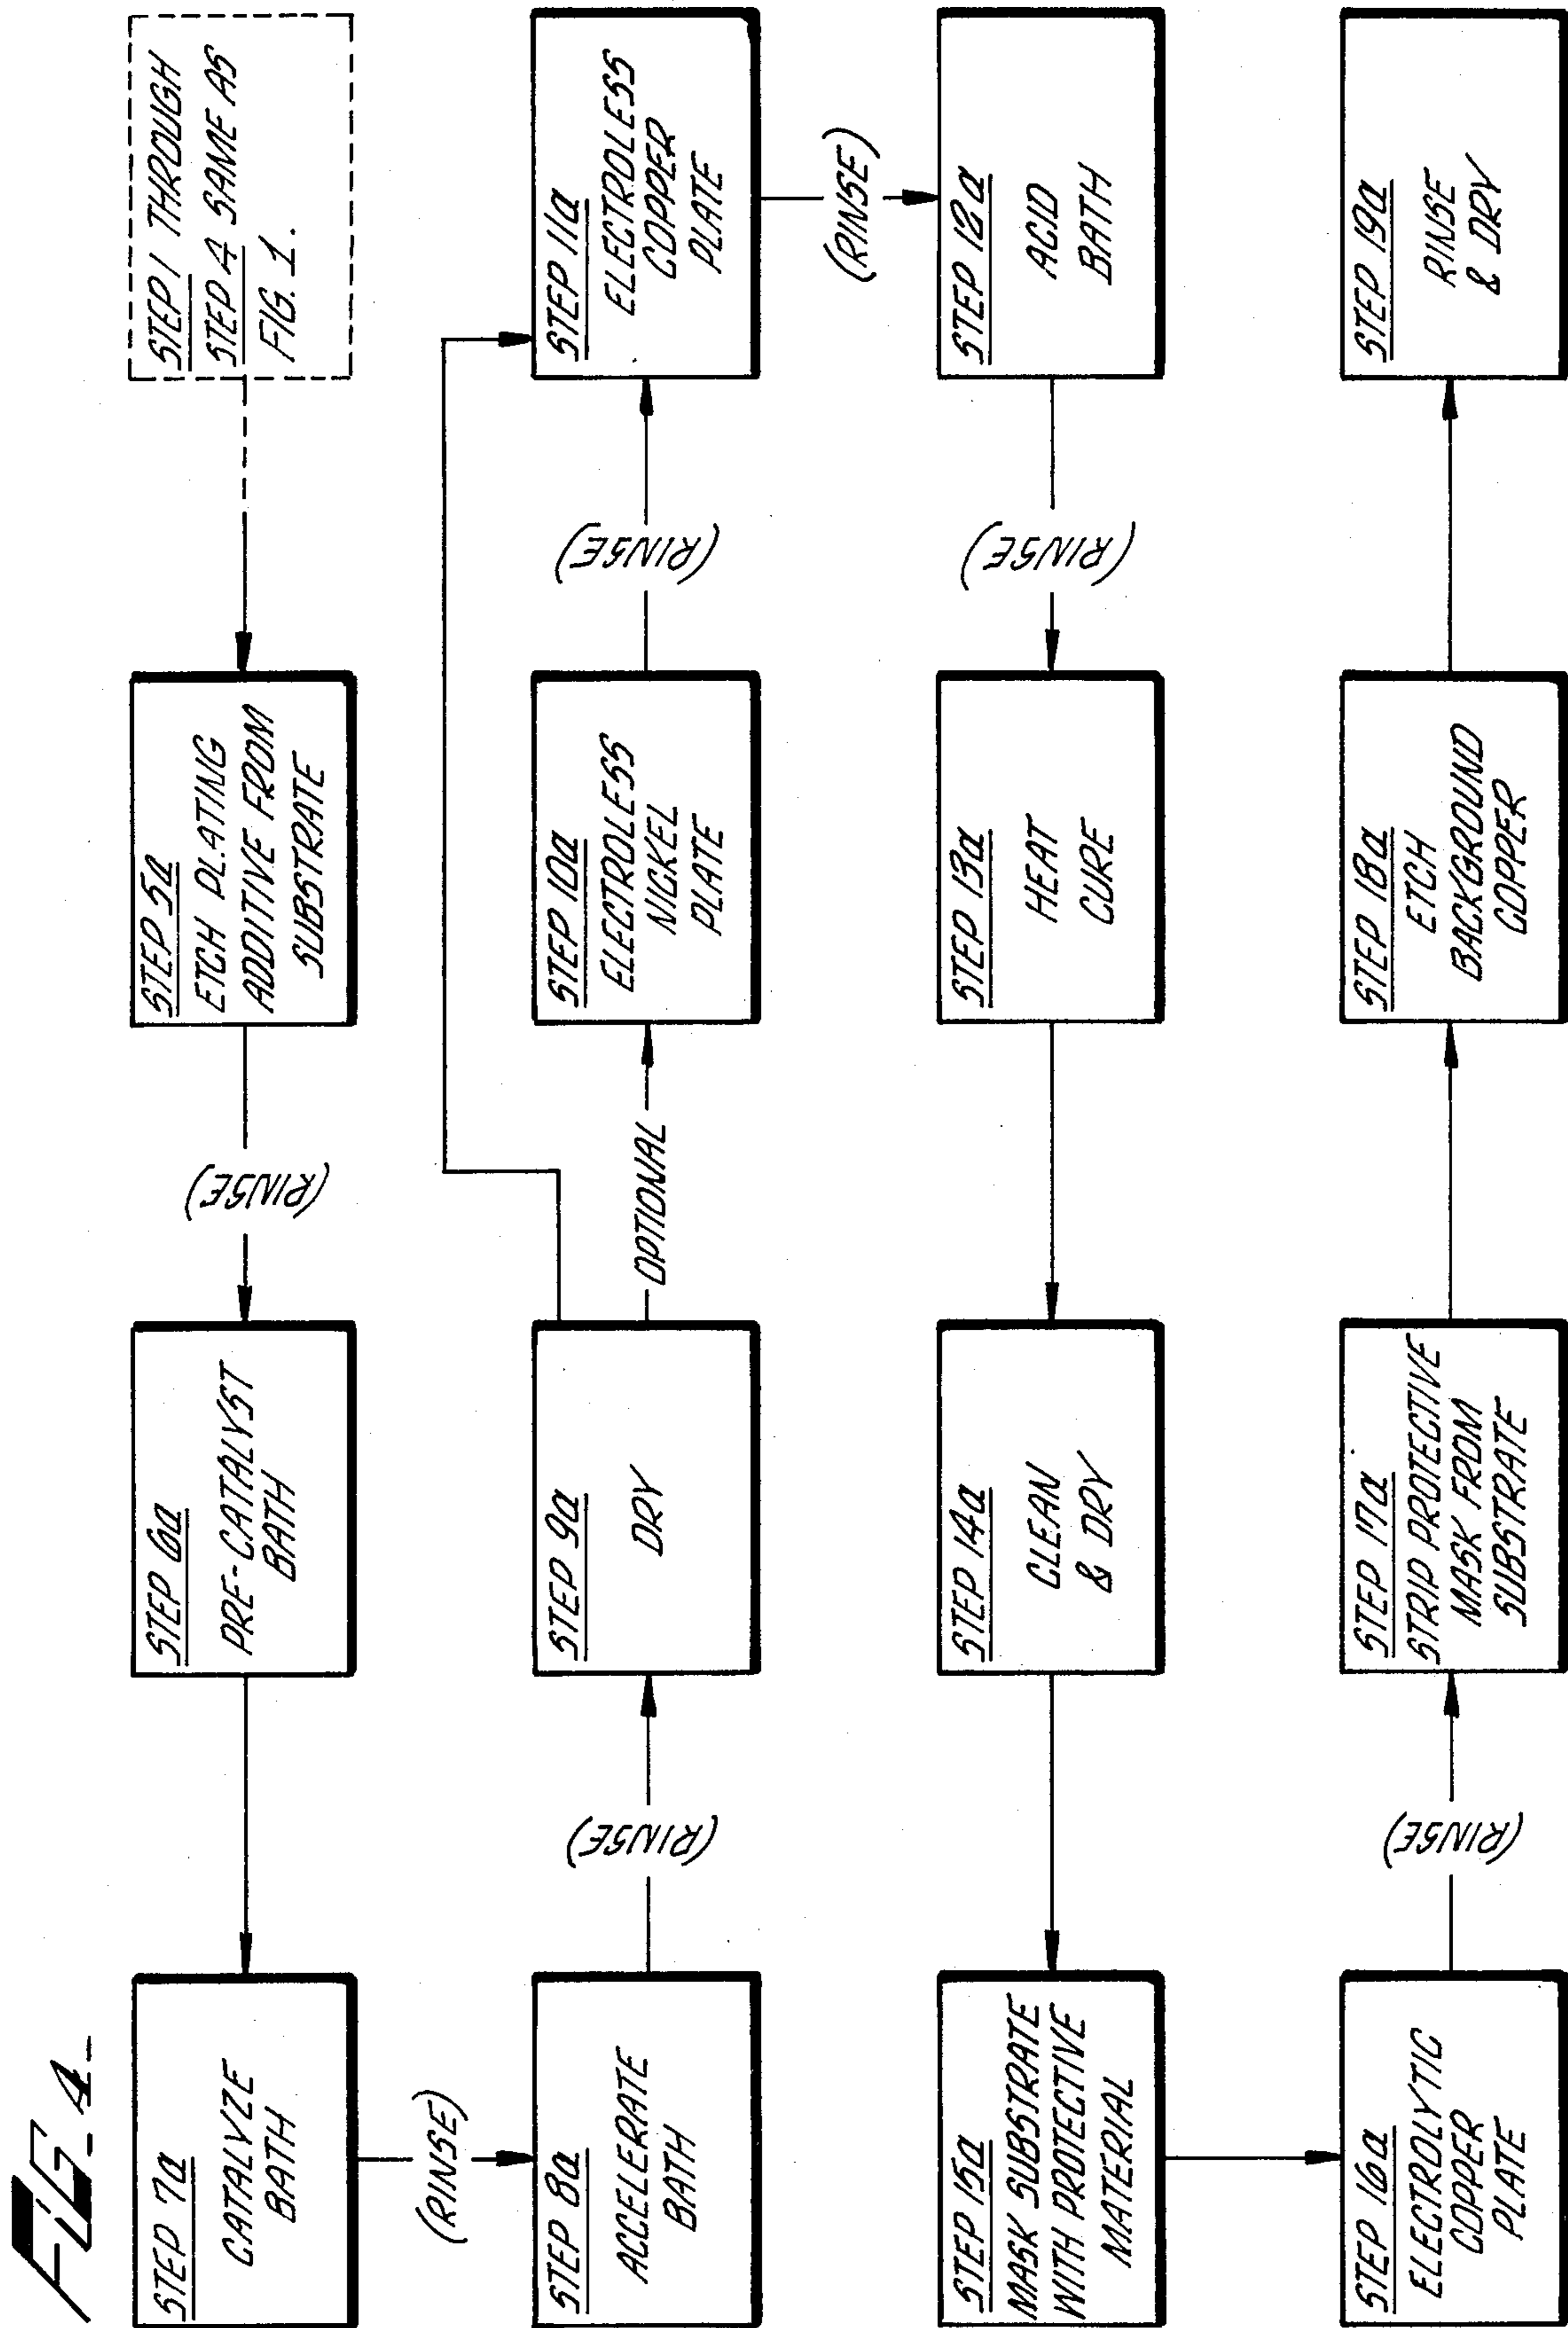 FIG. 4.
STEP 1 THROUGH
STEP 4 SAME AS
FIG. 1.
STEP 5a
ETCH PLATING
ADDITIVE FROM
SUBSTRATE
(RINSE)
STEP 6a
PRE-CATALYST
BATH
STEP 7a
CATALYZE
BATH
(RINSE)
STEP 8a
ACCELERATE
BATH
(RINSE)
STEP 9a
DRY
OPTIONAL
STEP 10a
ELECTROLESS
NICKEL
PLATE
(RINSE)
STEP 11a
ELECTROLESS
COPPER
PLATE
(RINSE)
STEP 12a
ACID
BATH
(RINSE)
STEP 13a
HEAT
CURE
STEP 14a
CLEAN
& DRY
STEP 15a
MASK SUBSTRATE
WITH PROTECTIVE
MATERIAL
STEP 16a
ELECTROLYTIC
COPPER
PLATE
(RINSE)
STEP 17a
STRIP PROTECTIVE
MASK FROM
SUBSTRATE
STEP 18a
ETCH
BACKGROUND
COPPER
STEP 19a
RINSE
& DRY